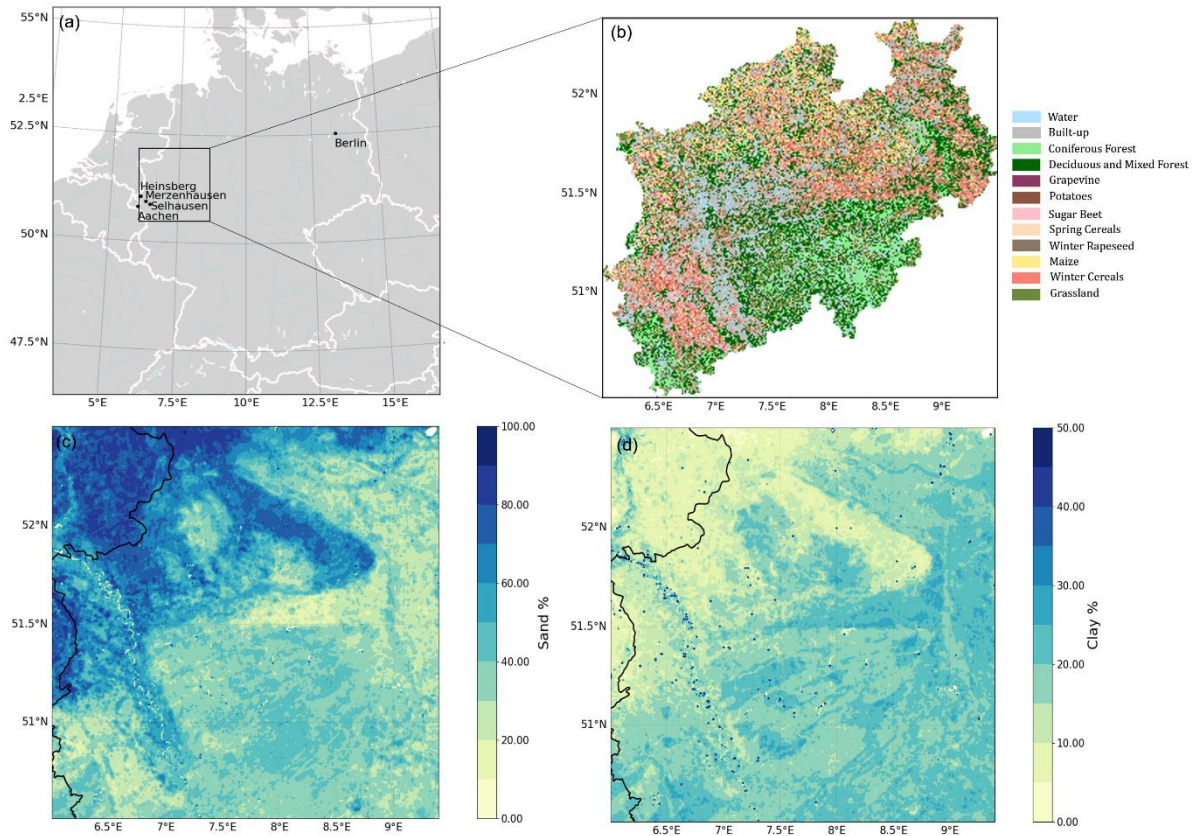 (a)
55°N
2.5°E
52.5°N
50°N
47.5°N
5°E 7.5°E 10°E 12.5°E 15°E
Berlin
Heinsberg
Merzenhausen
Selhausen
Aachen
(b)
52°N
51.5°N
51°N
6.5°E 7°E 7.5°E 8°E 8.5°E 9°E
Water
Built-up
Coniferous Forest
Deciduous and Mixed Forest
Grapevine
Potatoes
Sugar Beet
Spring Cereals
Winter Rapeseed
Maize
Winter Cereals
Grassland
(c)
52°N
51.5°N
51°N
6.5°E 7°E 7.5°E 8°E 8.5°E 9°E
100.00
80.00
60.00
40.00
20.00
0.00
Sand %
(d)
52°N
51.5°N
51°N
6.5°E 7°E 7.5°E 8°E 8.5°E 9°E
50.00
40.00
30.00
20.00
10.00
0.00
Clay %